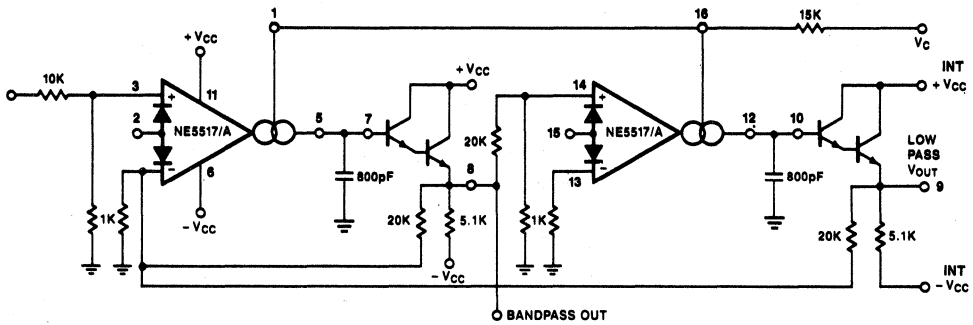 1
16
15K
VC
+ VCC
10K
3
+
11
2
NE5517/A
5
7
+ VCC
–
6
8
800pF
1K
– VCC
20K
5.1K
– VCC
20K
14
+
15
NE5517/A
12
10
–
13
1K
800pF
INT
+ VCC
LOW
PASS
VOUT
9
20K
5.1K
INT
– VCC
BANDPASS OUT